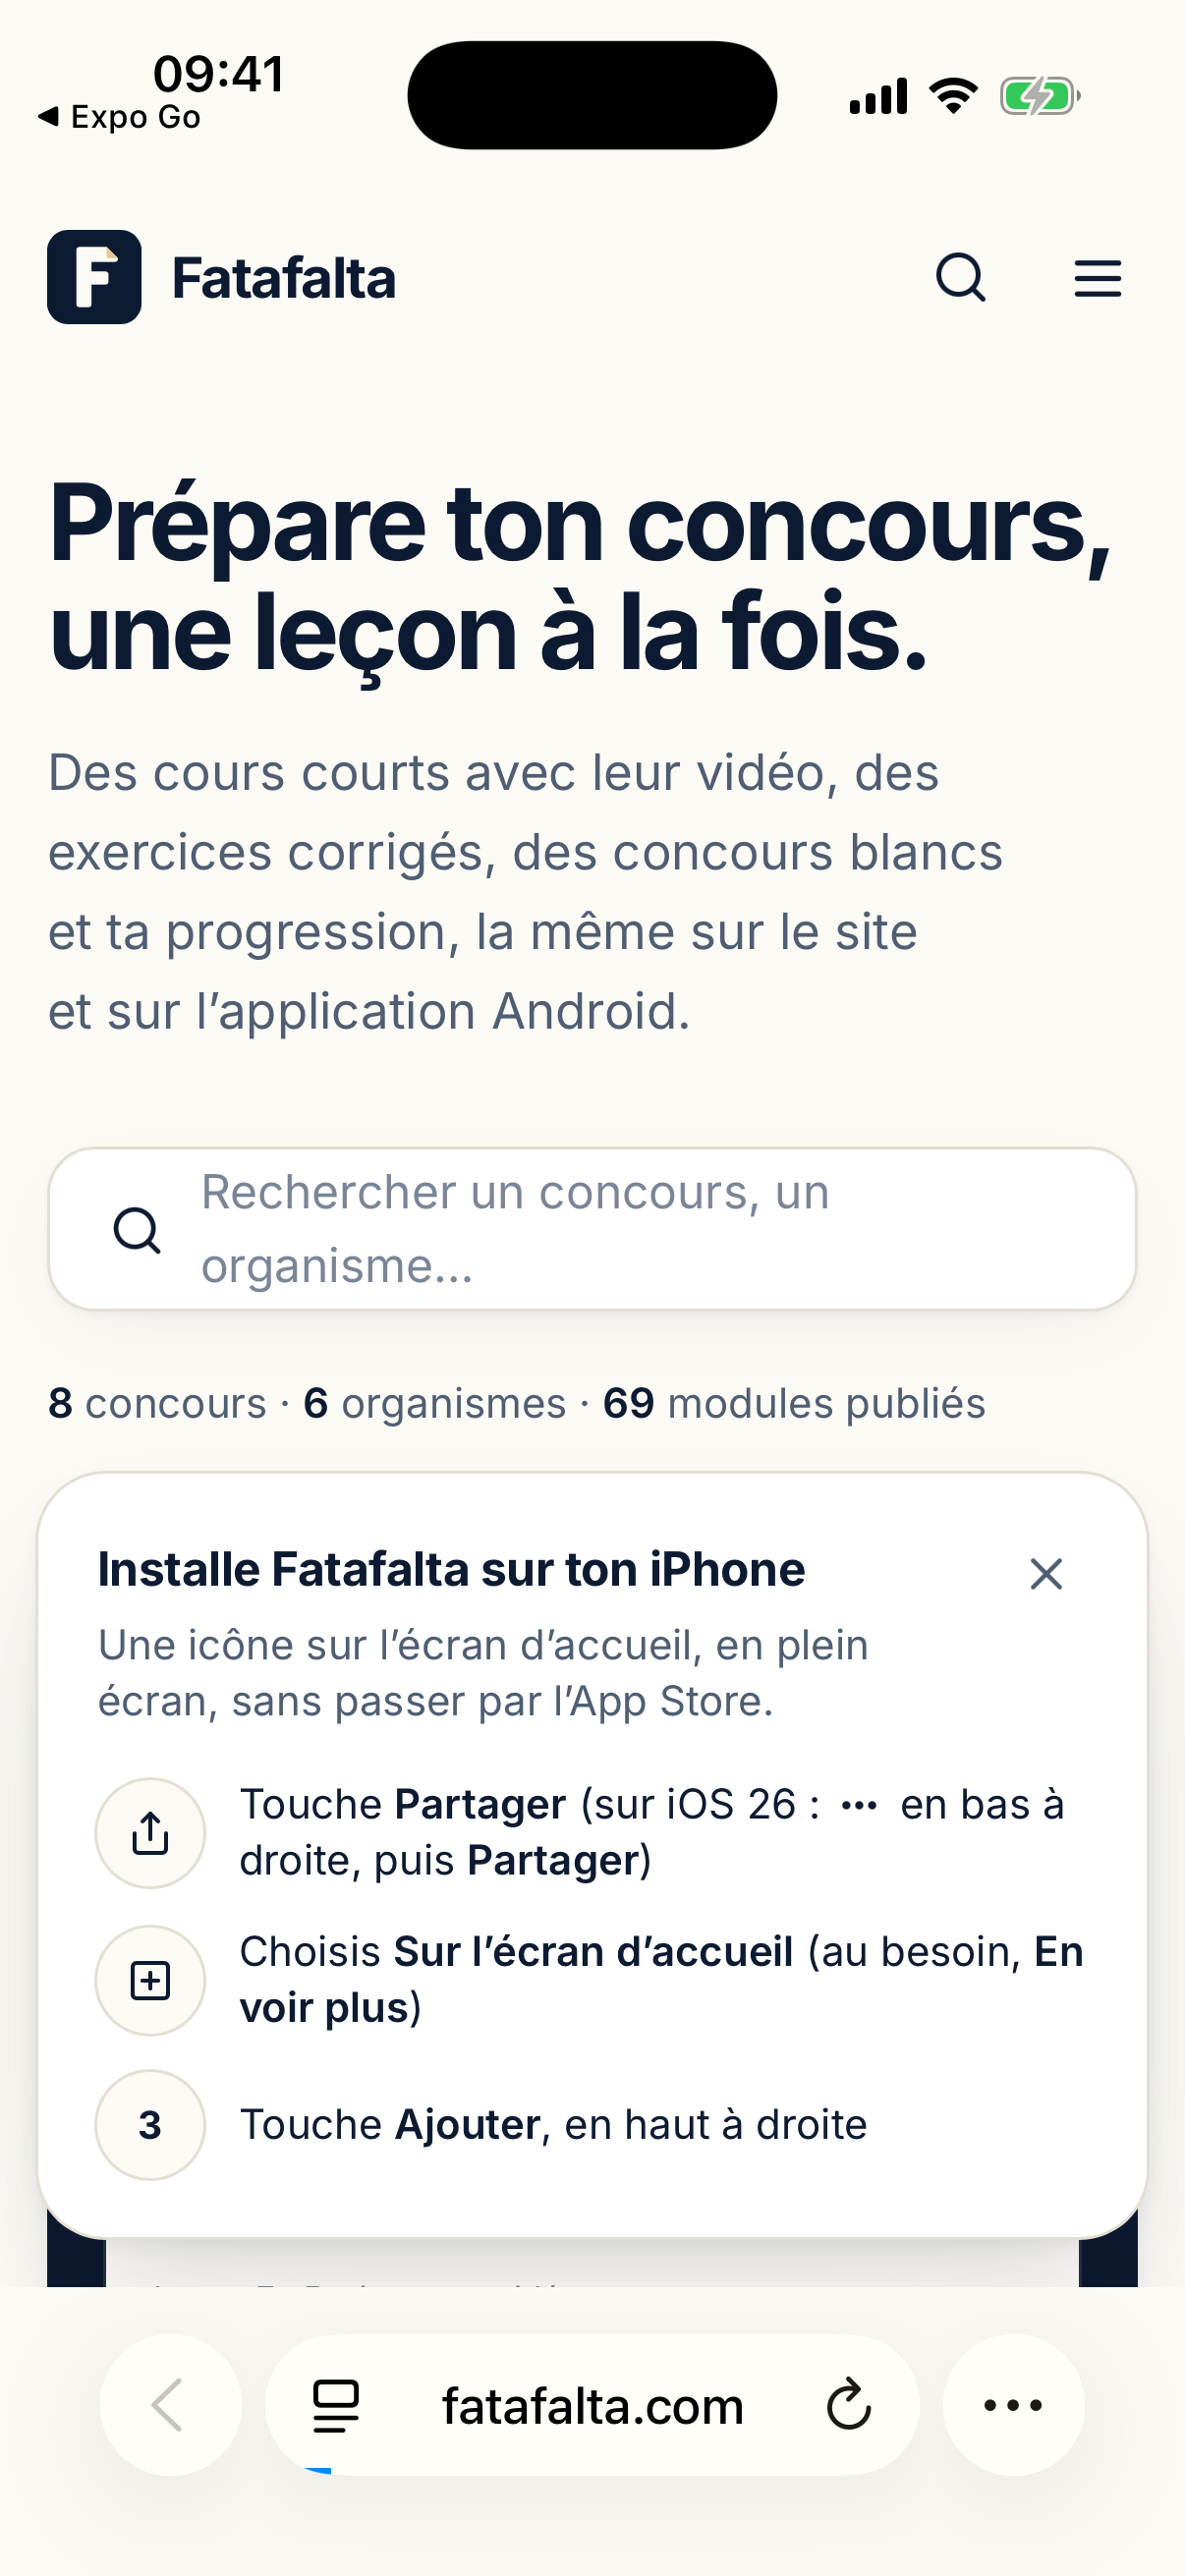 09:41
◀ Expo Go
Fatafalta
Prépare ton concours,
une leçon à la fois.
Des cours courts avec leur vidéo, des
exercices corrigés, des concours blancs
et ta progression, la même sur le site
et sur l’application Android.
Rechercher un concours, un
organisme…
8 concours · 6 organismes · 69 modules publiés
Installe Fatafalta sur ton iPhone
Une icône sur l’écran d’accueil, en plein
écran, sans passer par l’App Store.
Touche Partager (sur iOS 26 : ••• en bas à
droite, puis Partager)
Choisis Sur l’écran d’accueil (au besoin, En
voir plus)
3 Touche Ajouter, en haut à droite
fatafalta.com